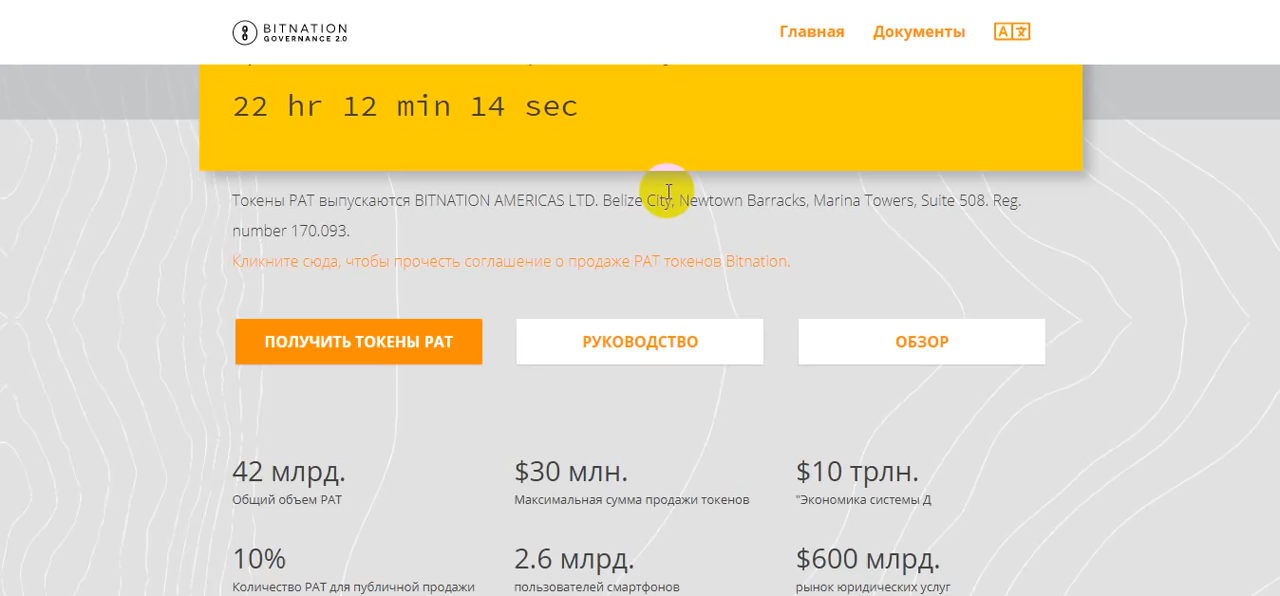 BITNATION
GOVERNANCE 2.0
Главная
Документы
22 hr 12 min 14 sec
Токены PAT выпускаются BITNATION AMERICAS LTD. Belize City, Newtown Barracks, Marina Towers, Suite 508. Reg.
number 170.093.
Кликните сюда, чтобы прочесть соглашение о продаже PAT токенов Bitnation.
ПОЛУЧИТЬ ТОКЕНЫ PAT
РУКОВОДСТВО
ОБЗОР
42 млрд.
Общий объем PAT
$30 млн.
Максимальная сумма продажи токенов
$10 трлн.
"Экономика системы Д
10%
Количество PAT для публичной продажи
2.6 млрд.
пользователей смартфонов
$600 млрд.
рынок юридических услуг